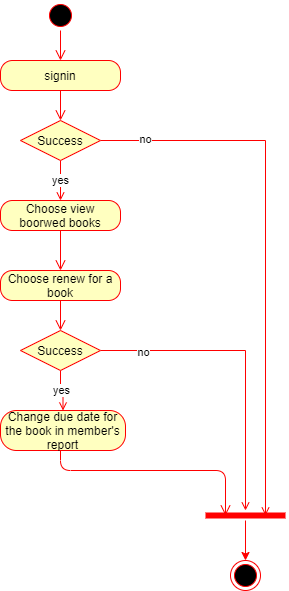 signin
Success
no
yes
Choose view
boorwed books
Choose renew for a
book
Success
no
yes
Change due date for
the book in member's
report